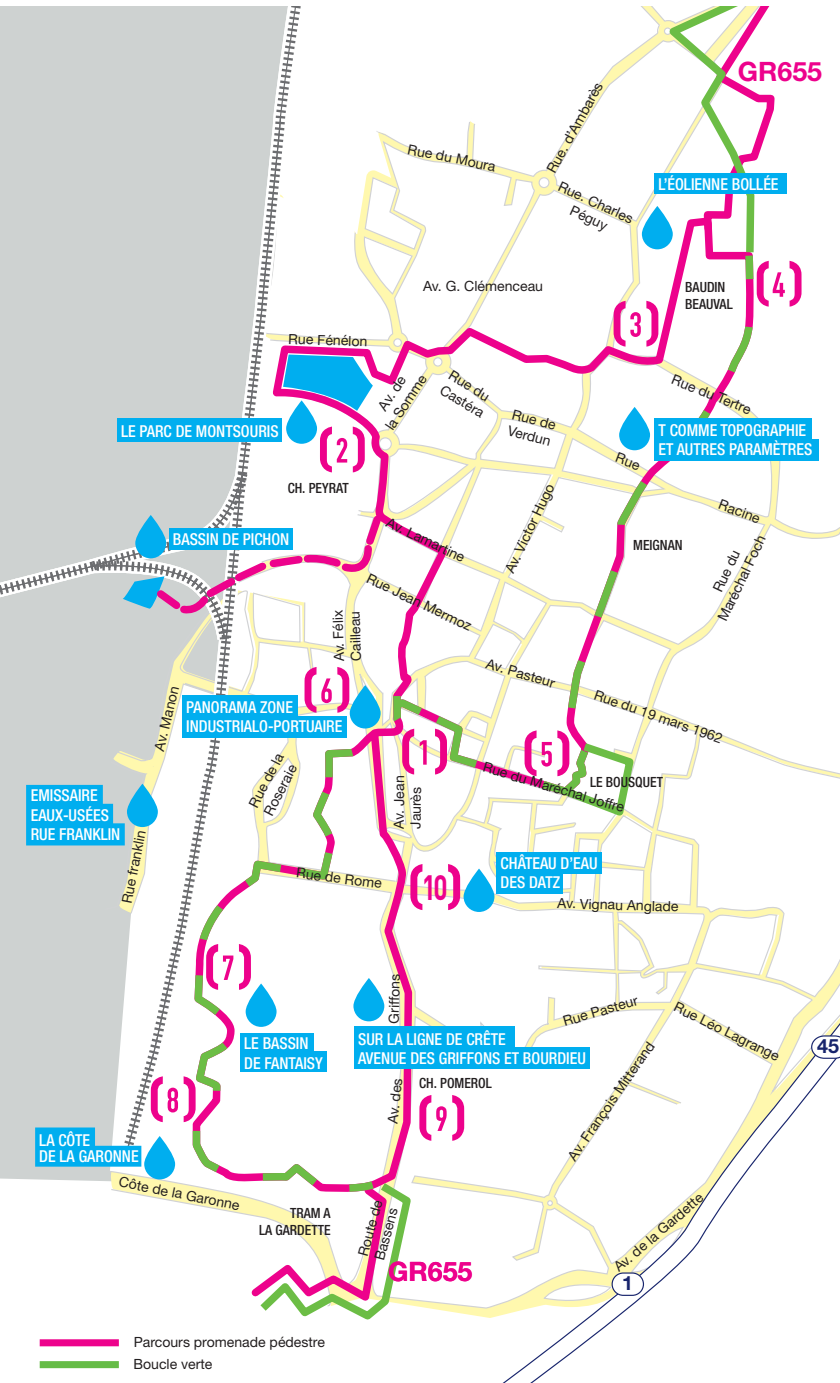 GR655
Rue. d'Ambarès
Rue du Moura
L'ÉOLIENNE BOLLÉE
Rue. Charles
Péguy
Av. G. Clémenceau
BAUDIN
BEAUVAL
(4)
(3)
Rue Fénélon
Av. de
la Somme
Rue du
Castéra
Rue du Tertre
Rue de
Verdun
LE PARC DE MONTSOURIS
(2)
T COMME TOPOGRAPHIE
ET AUTRES PARAMÈTRES
Rue
Racine
CH. PEYRAT
Av. Victor Hugo
BASSIN DE PICHON
Av. Lamartine
MEIGNAN
Rue du
Maréchal Foch
Rue Jean Mermoz
Av. Félix
Cailleau
Av. Pasteur
Rue du 19 mars 1962
(6)
Av. Manon
PANORAMA ZONE
INDUSTRIALO-PORTUAIRE
(1)
(5)
Rue de la
Roseraie
Rue du Maréchal Joffre
LE BOUSQUET
EMISSAIRE
EAUX-USÉES
RUE FRANKLIN
Av. Jean
Jaurès
Rue franklin
CHÂTEAU D'EAU
DES DATZ
Rue de Rome
(10)
Av. Vignau Anglade
(7)
Av. des Griffons
Rue Pasteur
Rue Léo Lagrange
LE BASSIN
DE FANTAISY
SUR LA LIGNE DE CRÊTE
AVENUE DES GRIFFONS ET BOURDIEU
45
CH. POMEROL
(8)
(9)
Av. François Mitterand
LA CÔTE
DE LA GARONNE
Côte de la Garonne
TRAM A
LA GARDETTE
Route de
Bassens
Av. de la Gardette
GR655
1
Parcours promenade pédestre
Boucle verte